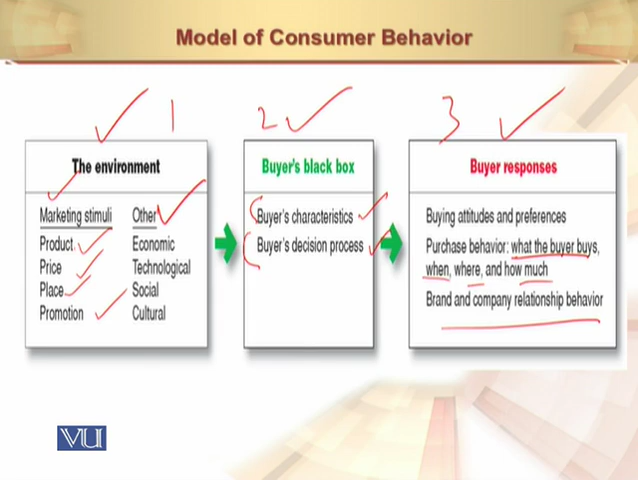 Model of Consumer Behavior
1
2
3
The environment
Marketing stimuli Other
Product Economic
Price Technological
Place Social
Promotion Cultural
Buyer's black box
Buyer's characteristics
Buyer's decision process
Buyer responses
Buying attitudes and preferences
Purchase behavior: what the buyer buys,
when, where, and how much
Brand and company relationship behavior
VU